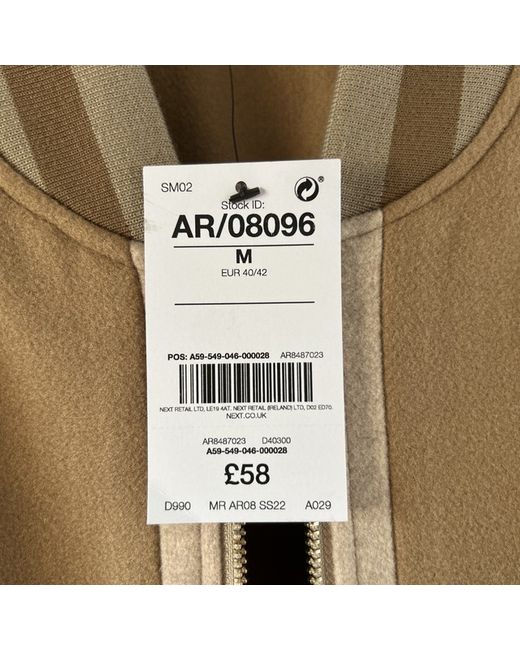 SM02
®
Stock ID:
AR/08096
M
EUR 40/42
POS: A59-549-046-000028 AR8487023
NEXT RETAIL LTD, LE19 4AT. NEXT RETAIL (IRELAND) LTD, D02 ED70.
NEXT.CO.UK
AR8487023 D40300
A59-549-046-000028
£58
D990 MR AR08 SS22 A029